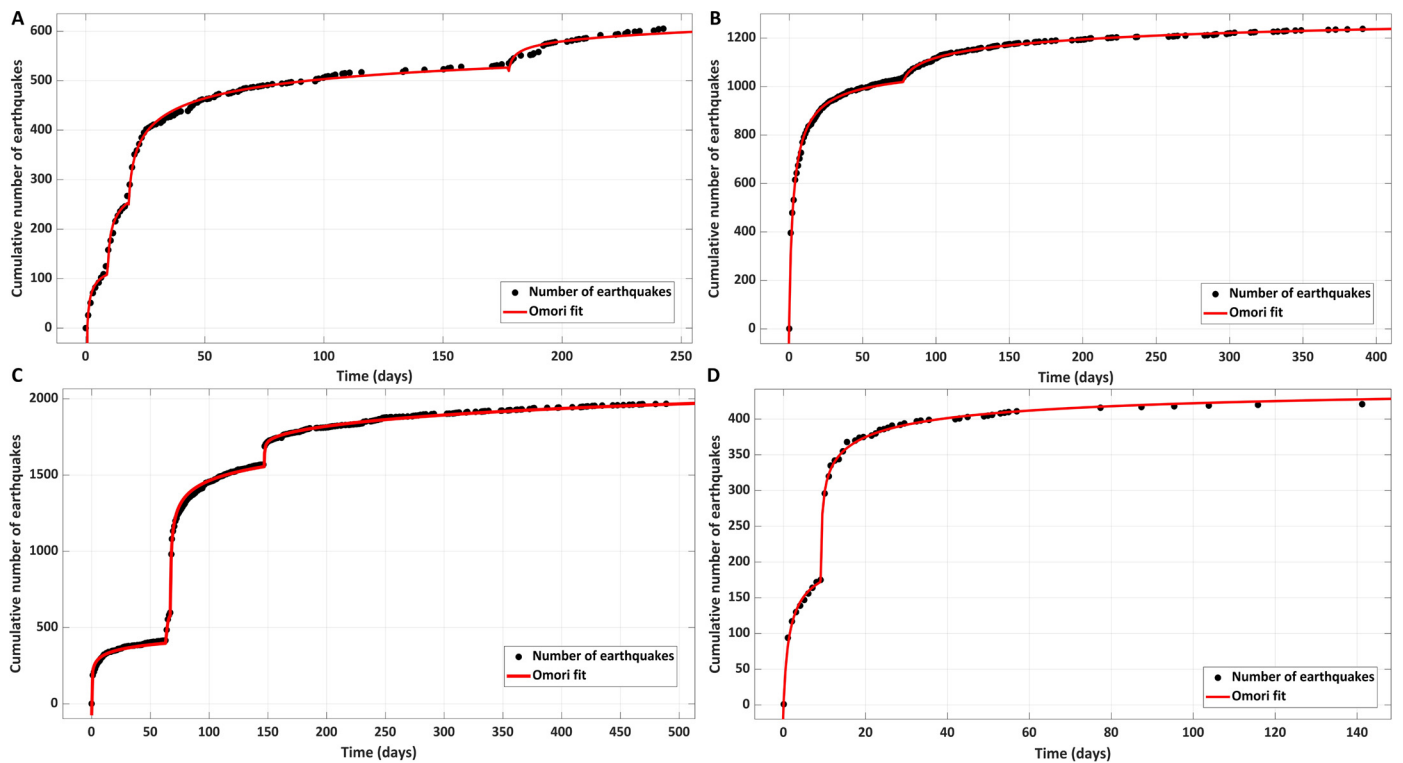 A
Cumulative number of earthquakes
600
500
400
300
200
100
0
0 50 100 150 200 250
Time (days)
Number of earthquakes
Omori fit
B
Cumulative number of earthquakes
1200
1000
800
600
400
200
0
0 50 100 150 200 250 300 350 400
Time (days)
Number of earthquakes
Omori fit
C
Cumulative number of earthquakes
2000
1500
1000
500
0
0 50 100 150 200 250 300 350 400 450 500
Time (days)
Number of earthquakes
Omori fit
D
Cumulative number of earthquakes
400
350
300
250
200
150
100
50
0
0 20 40 60 80 100 120 140
Time (days)
Number of earthquakes
Omori fit